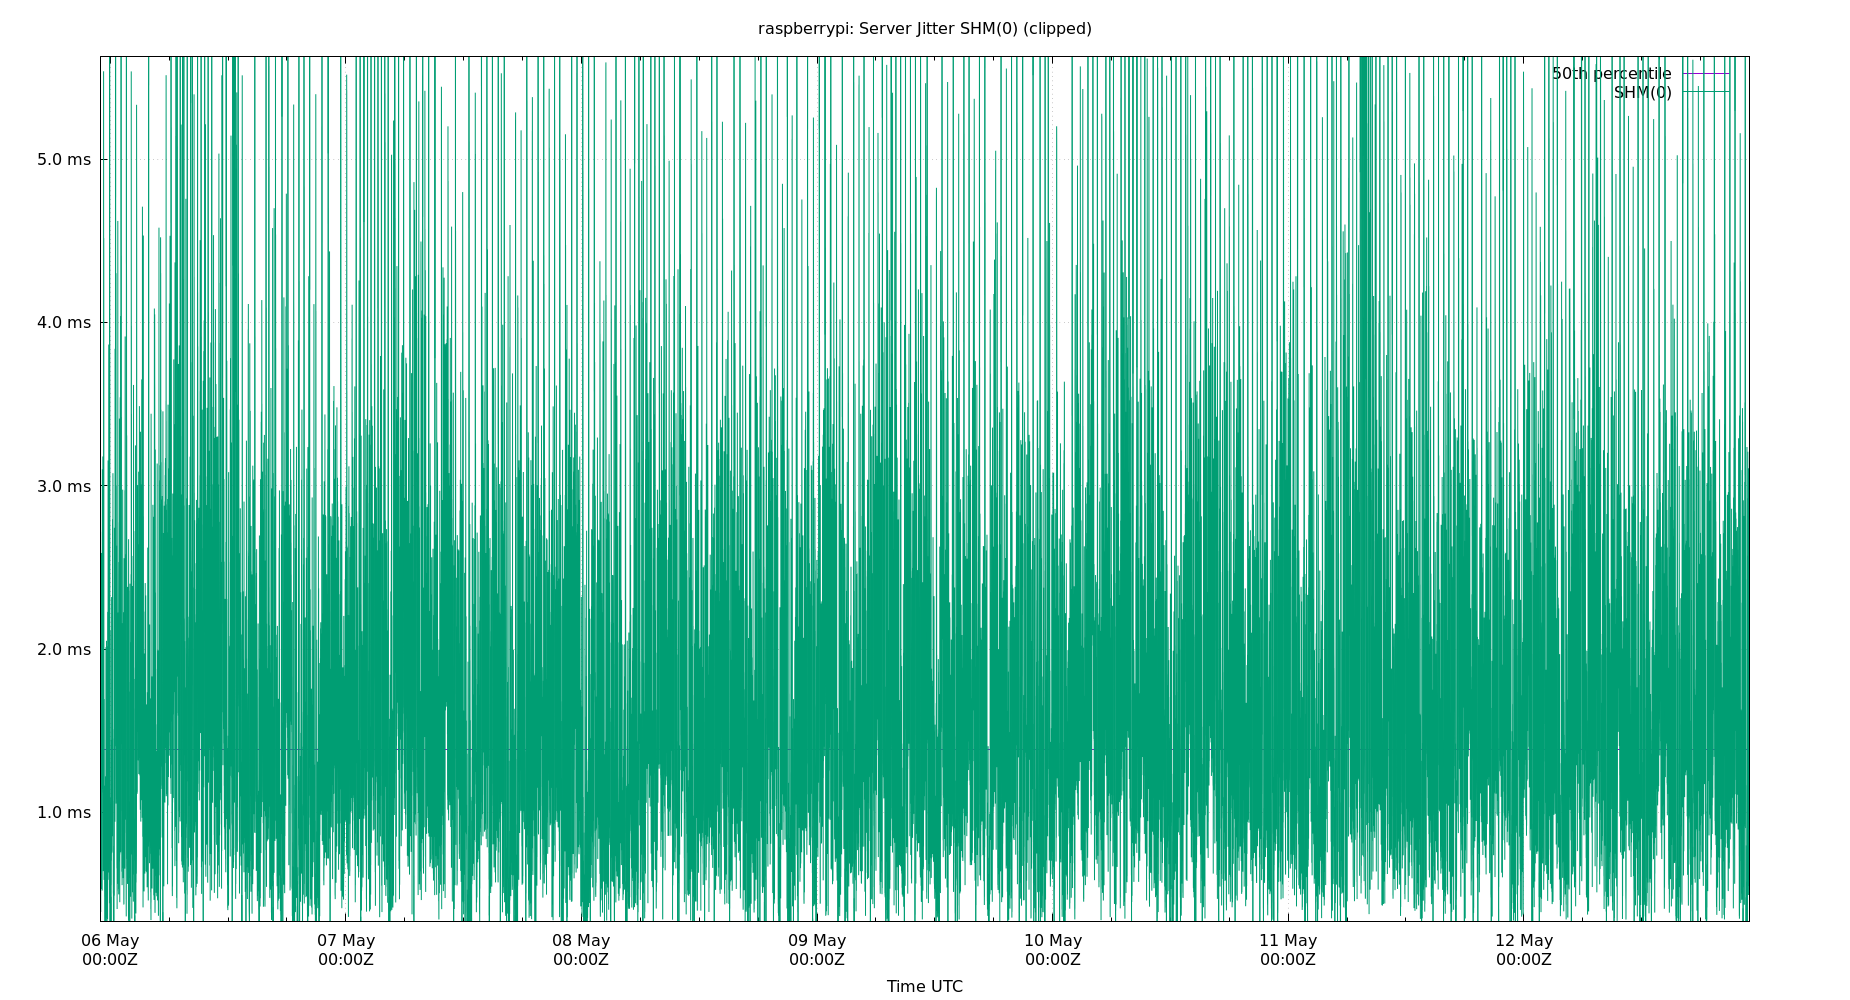 raspberrypi: Server Jitter SHM(0) (clipped)
50th percentile
SHM(0)
5.0 ms
4.0 ms
3.0 ms
2.0 ms
1.0 ms
06 May 07 May 08 May 09 May 10 May 11 May 12 May
00:00Z 00:00Z 00:00Z 00:00Z 00:00Z 00:00Z 00:00Z
Time UTC